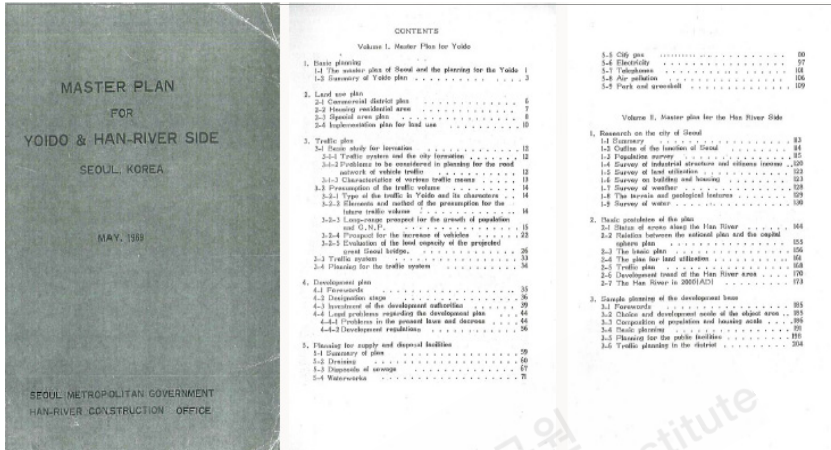 MASTER PLAN
FOR
YOIDO & HAN-RIVER SIDE
SEOUL, KOREA
MAY, 1969
SEOUL METROPOLITAN GOVERNMENT
HAN-RIVER CONSTRUCTION OFFICE
CONTENTS
Volume I. Master Plan for Yoido
1. Basic planning
1-1 The master plan of Seoul and the planning for the Yoido 1
1-2 Summary of Yoido plan 3
2. Land use plan
2-1 Commercial district plan 6
2-2 Housing residential area 7
2-3 Special area plan 8
2-4 Implementation plan for land use 10
3. Traffic plan
3-1 Basic study for formation 12
3-1-1 Traffic system and the city formation 12
3-1-2 Problems to be considered in planning for the road
network of vehicle traffic 12
3-1-3 Characteristics of various traffic means 13
3-2 Presumption of the traffic volume 14
3-2-1 Type of the traffic in Yoido and its characters 14
3-2-2 Elements and method of the presumption for the
future traffic volume 14
3-2-3 Long-range prospect for the growth of population
and G.N.P. 15
3-2-4 Prospect for the increase of vehicles 22
3-2-5 Evaluation of the load capacity of the projected
great Seoul bridge. 26
3-3 Traffic system 33
3-4 Planning for the traffic system 34
4. Development plan
4-1 Forewords 35
4-2 Designation stage 36
4-3 Investment of the development authorities 39
4-4 Legal problems regarding the development plan 44
4-4-1 Problems in the present laws and decrees 44
4-4-2 Development regulations 56
5. Planning for supply and disposal facilities
5-1 Summary of plan 59
5-2 Draining 60
5-3 Disposals of sewage 67
5-4 Waterworks 71
5-5 City gas 80
5-6 Electricity 97
5-7 Telephones 101
5-8 Air pollution 106
5-9 Park and greenbelt 109
Volume II. Master plan for the Han River Side
1. Research on the city of Seoul
1-1 Summary 83
1-2 Outline of the function of Seoul 84
1-3 Population survey 85
1-4 Survey of industrial structure and citizens income 120
1-5 Survey of land utilization 122
1-6 Survey on building and housing 123
1-7 Survey of weather 128
1-8 The terrain and geological features 129
1-9 Survey of water 130
2. Basic postulates of the plan
2-1 Status of areas along the Han River 144
2-2 Relation between the national plan and the capital
sphere plan 155
2-3 The basic plan 156
2-4 The plan for land utilization 161
2-5 Traffic plan 168
2-6 Development trend of the Han River area 170
2-7 The Han River in 2000(AD) 173
3. Sample planning of the development base
3-1 Forewords 185
3-2 Choice and development scale of the object area 185
3-3 Composition of population and housing scale 186
3-4 Basic planning 191
3-5 Planning for the public facilities 198
3-6 Traffic planning in the district 204